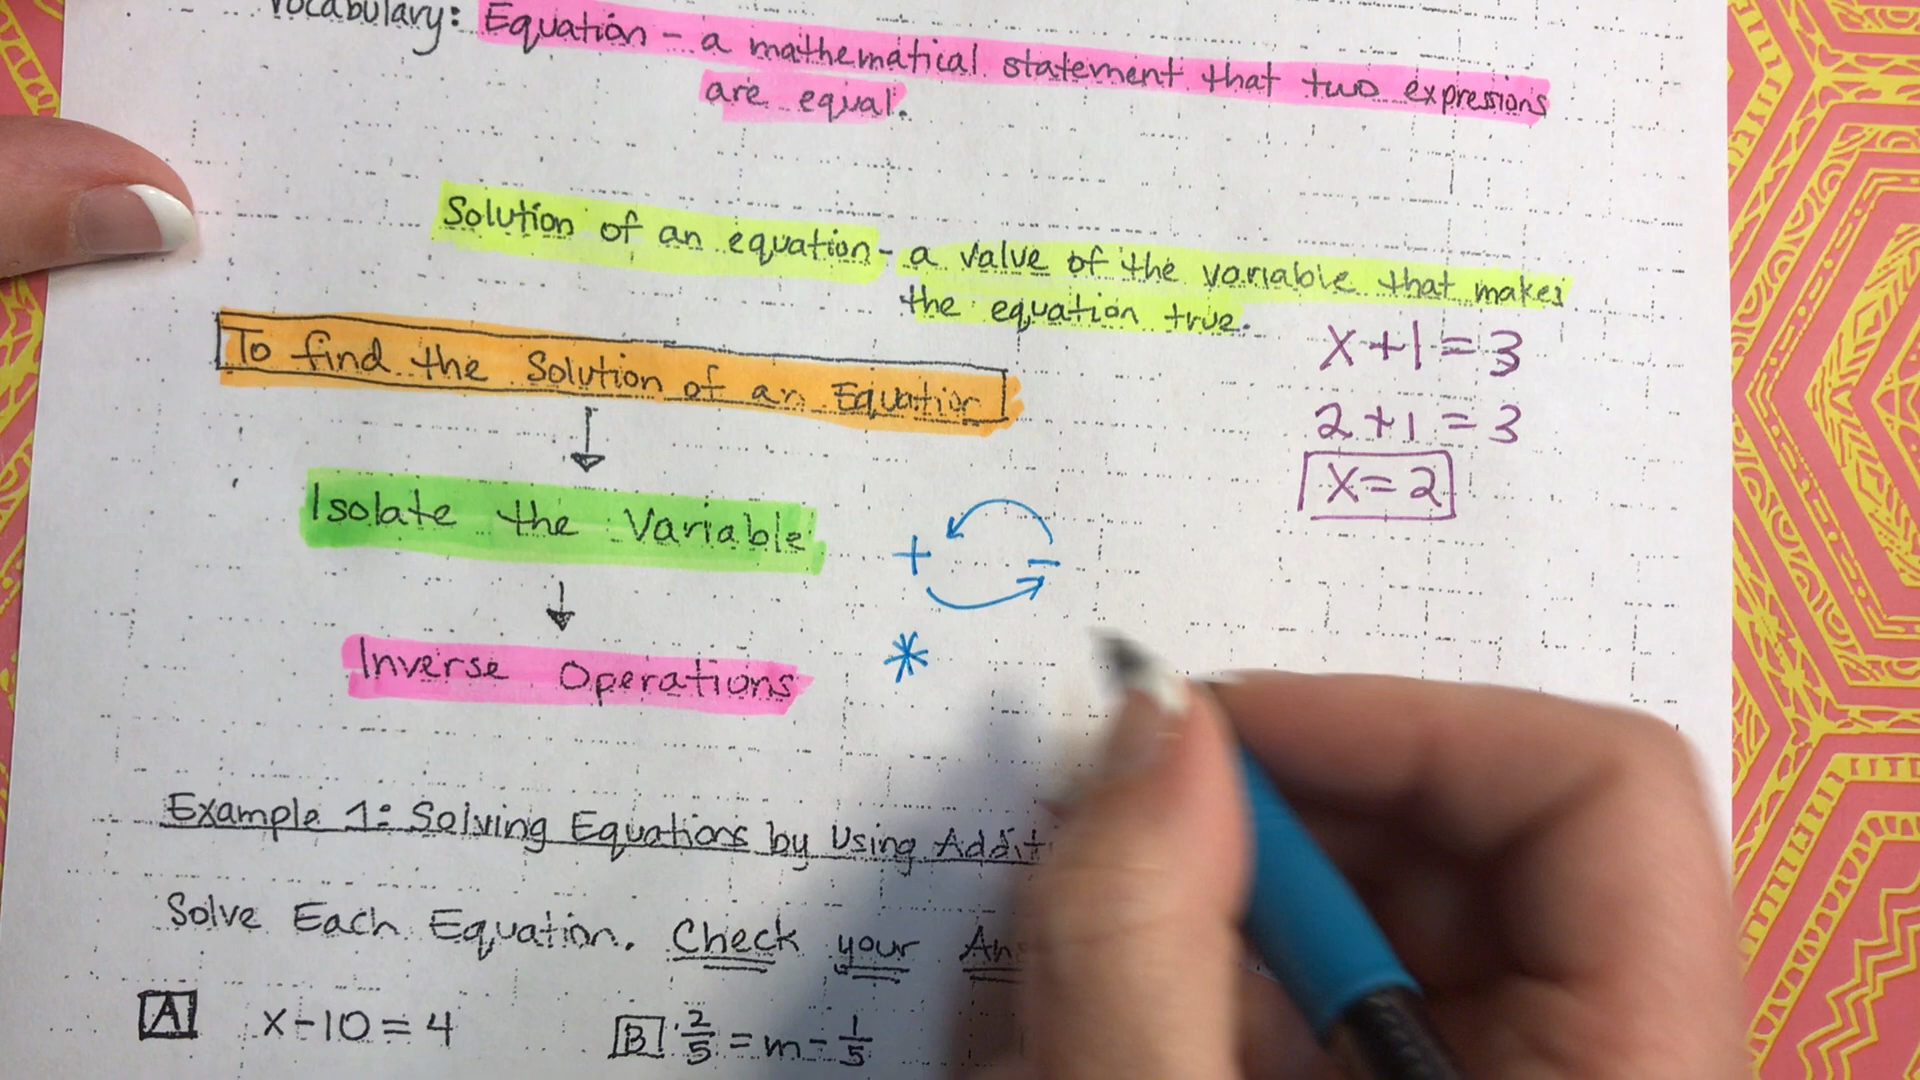 Vocabulary: Equation - a mathematical statement that two expressions
are equal.
Solution of an equation - a value of the variable that makes
the equation true.
x+1=3
2+1=3
x=2
To find the Solution of an Equation
Isolate the Variable
+ -
Inverse Operations
*
Example 1: Solving Equations by Using
Solve Each Equation. Check your
A x-10=4
B 2/5 = m - 1/5